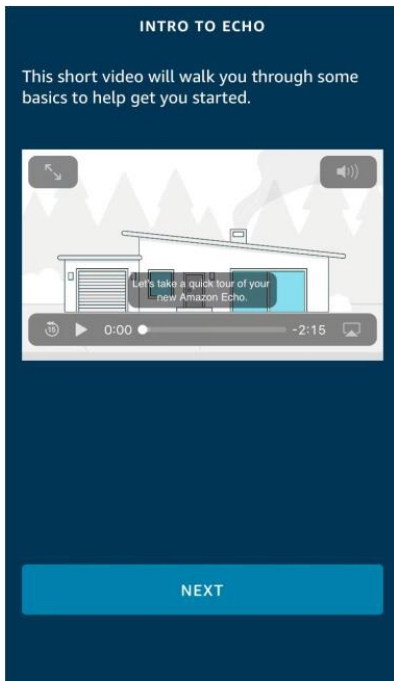 INTRO TO ECHO
This short video will walk you through some
basics to help get you started.
Let's take a quick tour of your
new Amazon Echo.
15
0:00
-2:15
NEXT